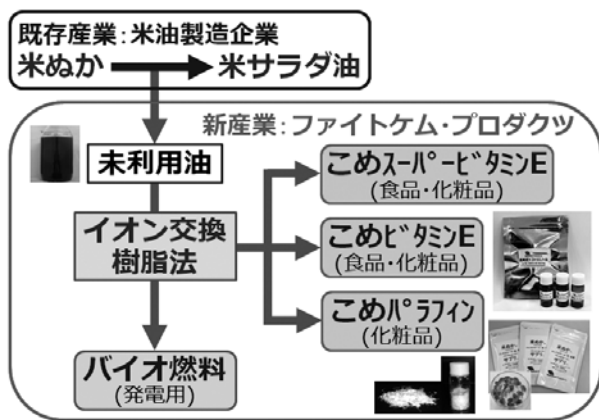 既存産業：米油製造企業
米ぬか
米サラダ油
新産業：ファイトケム・プロダクツ
未利用油
イオン交換
樹脂法
こめｽｰﾊﾟｰﾋﾞﾀﾐﾝE
(食品・化粧品)
こめﾋﾞﾀﾐﾝE
(食品・化粧品)
こめﾊﾟﾗﾌｨﾝ
(化粧品)
バイオ燃料
(発電用)